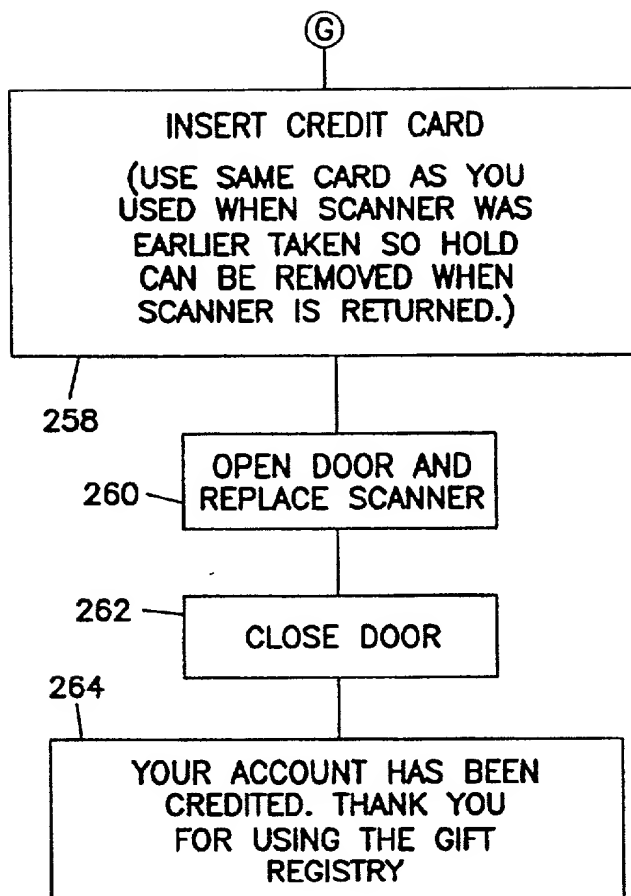 G
INSERT CREDIT CARD
(USE SAME CARD AS YOU
USED WHEN SCANNER WAS
EARLIER TAKEN SO HOLD
CAN BE REMOVED WHEN
SCANNER IS RETURNED.)
258
OPEN DOOR AND
REPLACE SCANNER
260
262
CLOSE DOOR
264
YOUR ACCOUNT HAS BEEN
CREDITED. THANK YOU
FOR USING THE GIFT
REGISTRY